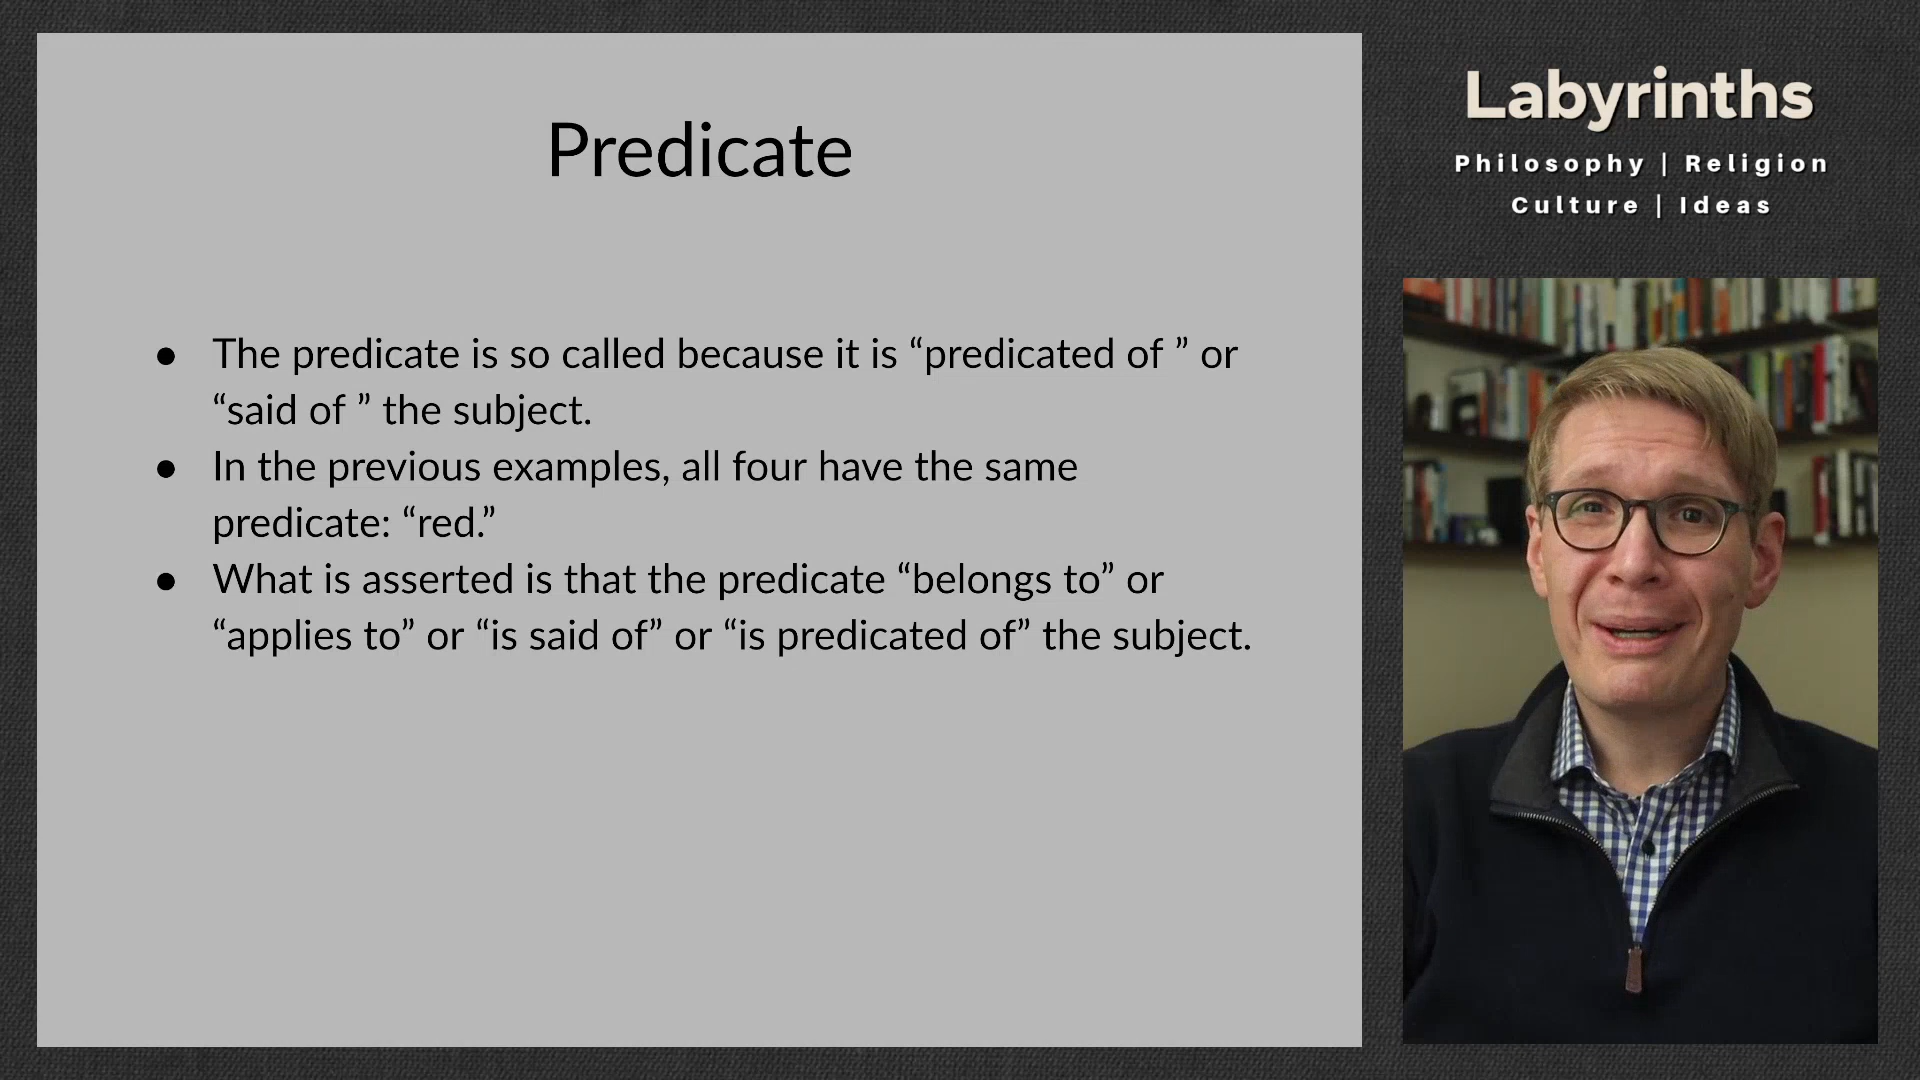 Predicate
● The predicate is so called because it is “predicated of ” or
“said of ” the subject.
● In the previous examples, all four have the same
predicate: “red.”
● What is asserted is that the predicate “belongs to” or
“applies to” or “is said of” or “is predicated of” the subject.
Labyrinths
Philosophy | Religion
Culture | Ideas